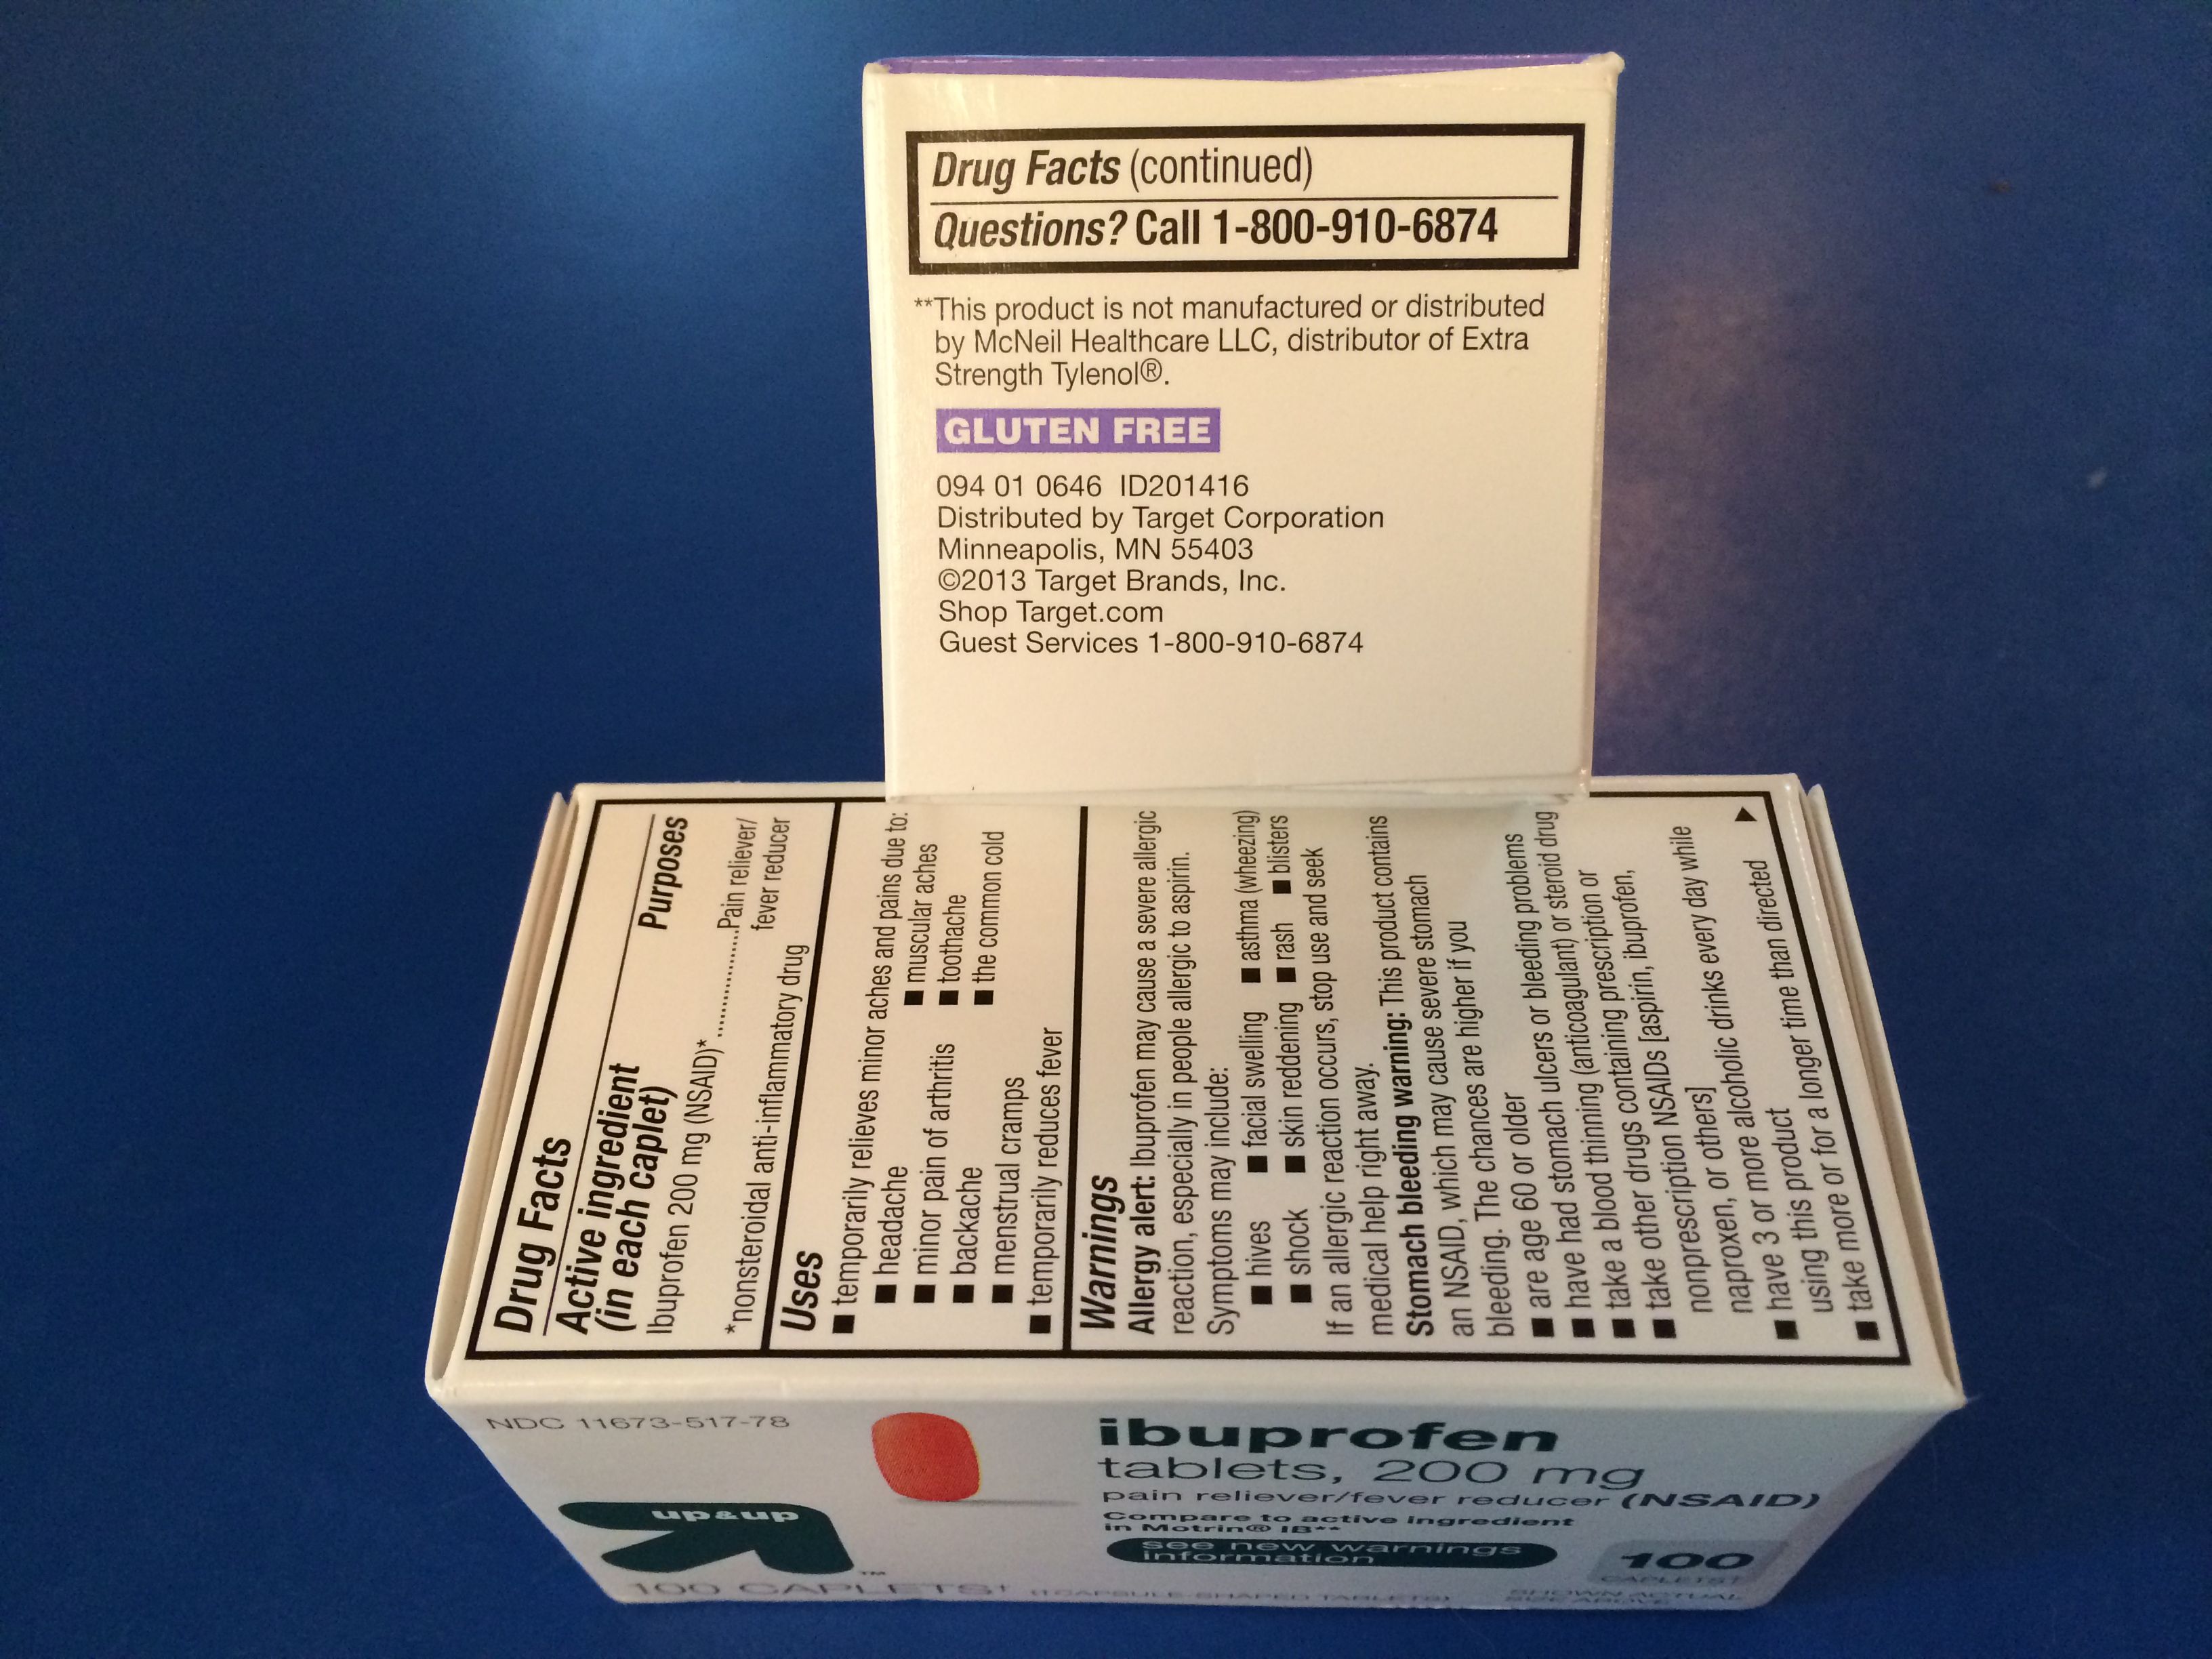 Drug Facts (continued)
Questions? Call 1-800-910-6874
**This product is not manufactured or distributed
by McNeil Healthcare LLC, distributor of Extra
Strength Tylenol®.
GLUTEN FREE
094 01 0646 ID201416
Distributed by Target Corporation
Minneapolis, MN 55403
©2013 Target Brands, Inc.
Shop Target.com
Guest Services 1-800-910-6874
Drug Facts
Active ingredient
(in each caplet) Purposes
Ibuprofen 200 mg (NSAID)*...............Pain reliever/
fever reducer
*nonsteroidal anti-inflammatory drug
Uses
■ temporarily relieves minor aches and pains due to:
■ headache ■ muscular aches
■ minor pain of arthritis ■ toothache
■ backache ■ the common cold
■ menstrual cramps
■ temporarily reduces fever
Warnings
Allergy alert: Ibuprofen may cause a severe allergic
reaction, especially in people allergic to aspirin.
Symptoms may include:
■ hives ■ facial swelling ■ asthma (wheezing)
■ shock ■ skin reddening ■ rash ■ blisters
If an allergic reaction occurs, stop use and seek
medical help right away.
Stomach bleeding warning: This product contains
an NSAID, which may cause severe stomach
bleeding. The chances are higher if you
■ are age 60 or older
■ have had stomach ulcers or bleeding problems
■ take a blood thinning (anticoagulant) or steroid drug
■ take other drugs containing prescription or
nonprescription NSAIDs [aspirin, ibuprofen,
naproxen, or others]
■ have 3 or more alcoholic drinks every day while
using this product
■ take more or for a longer time than directed
NDC 11673-517-78
up&up
™
ibuprofen
tablets, 200 mg
pain reliever/fever reducer (NSAID)
Compare to active ingredient
in Motrin® IB**
see new warnings
information
100
CAPLETS†
100 CAPLETS† (†CAPSULE-SHAPED TABLETS)
SHOWN ACTUAL
SIZE ABOVE